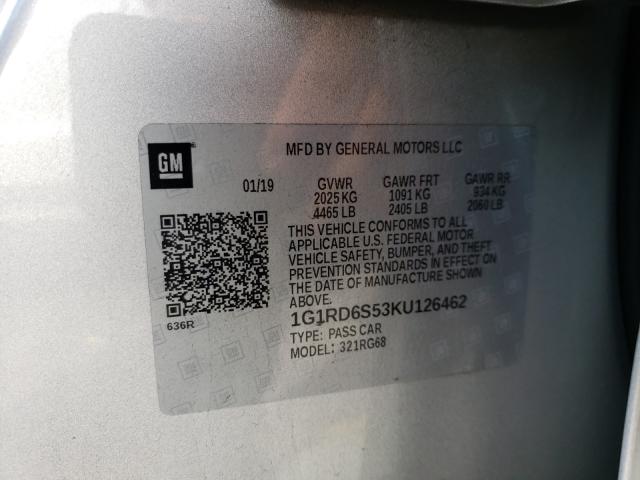 GM
MFD BY GENERAL MOTORS LLC
01/19 GVWR GAWR FRT GAWR RR
2025 KG 1091 KG 934 KG
4465 LB 2405 LB 2060 LB
THIS VEHICLE CONFORMS TO ALL
APPLICABLE U.S. FEDERAL MOTOR
VEHICLE SAFETY, BUMPER, AND THEFT
PREVENTION STANDARDS IN EFFECT ON
THE DATE OF MANUFACTURE SHOWN
ABOVE.
636R
1G1RD6S53KU126462
TYPE: PASS CAR
MODEL: 321RG68